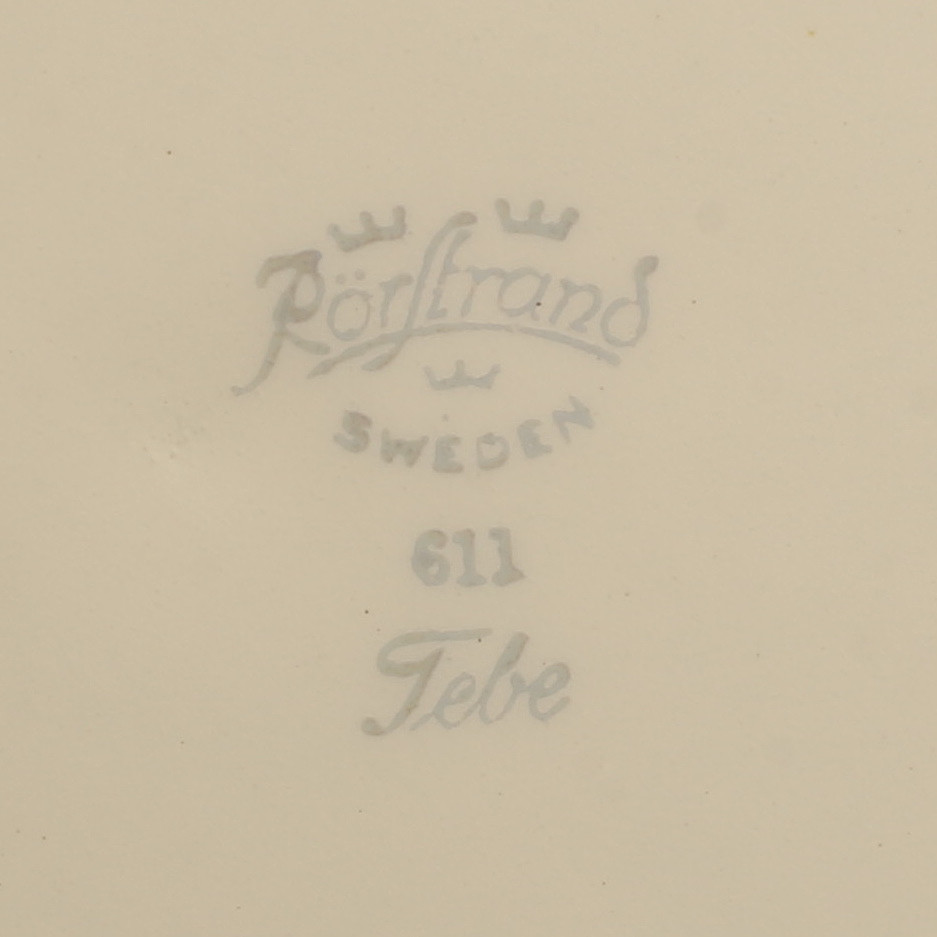 Rörstrand
SWEDEN
611
Tebe